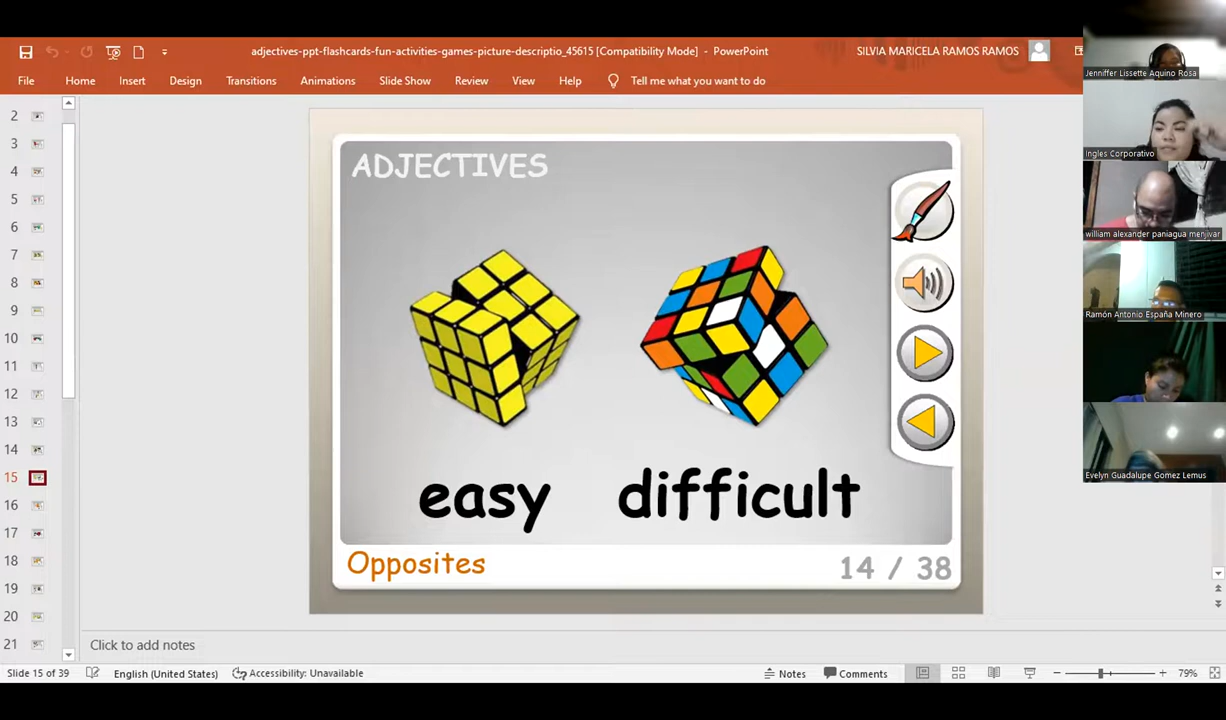 adjectives-ppt-flashcards-fun-activities-games-picture-descriptio_45615 [Compatibility Mode] - PowerPoint
SILVIA MARICELA RAMOS RAMOS
File Home Insert Design Transitions Animations Slide Show Review View Help Tell me what you want to do
2
3
4
5
6
7
8
9
10
11
12
13
14
15
16
17
18
19
20
21
ADJECTIVES
easy difficult
Opposites
14 / 38
Click to add notes
Slide 15 of 39 English (United States) Accessibility: Unavailable Notes Comments 79%
Jenniffer Lissette Aquino Rosa
Ingles Corporativo
william alexander paniagua menjivar
Ramón Antonio España Minero
Evelyn Guadalupe Gomez Lemus